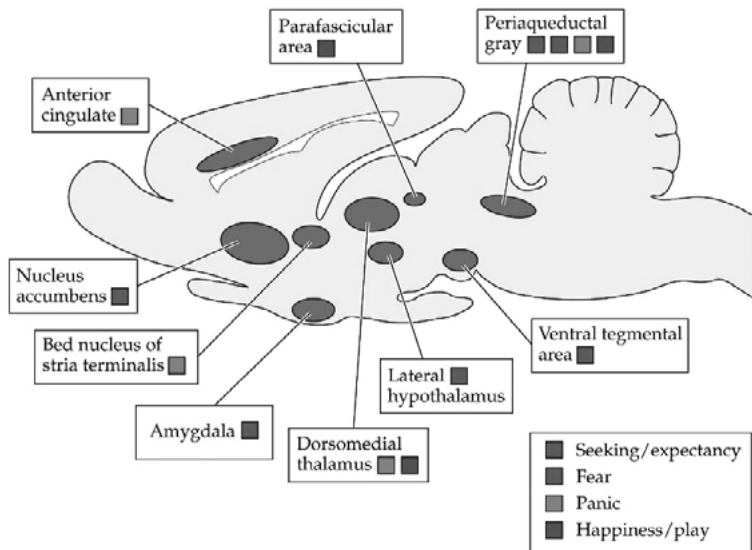 Parafascicular
area
Periaqueductal
gray
Anterior
cingulate
Nucleus
accumbens
Bed nucleus of
stria terminalis
Amygdala
Dorsomedial
thalamus
Lateral
hypothalamus
Ventral tegmental
area
Seeking/expectancy
Fear
Panic
Happiness/play